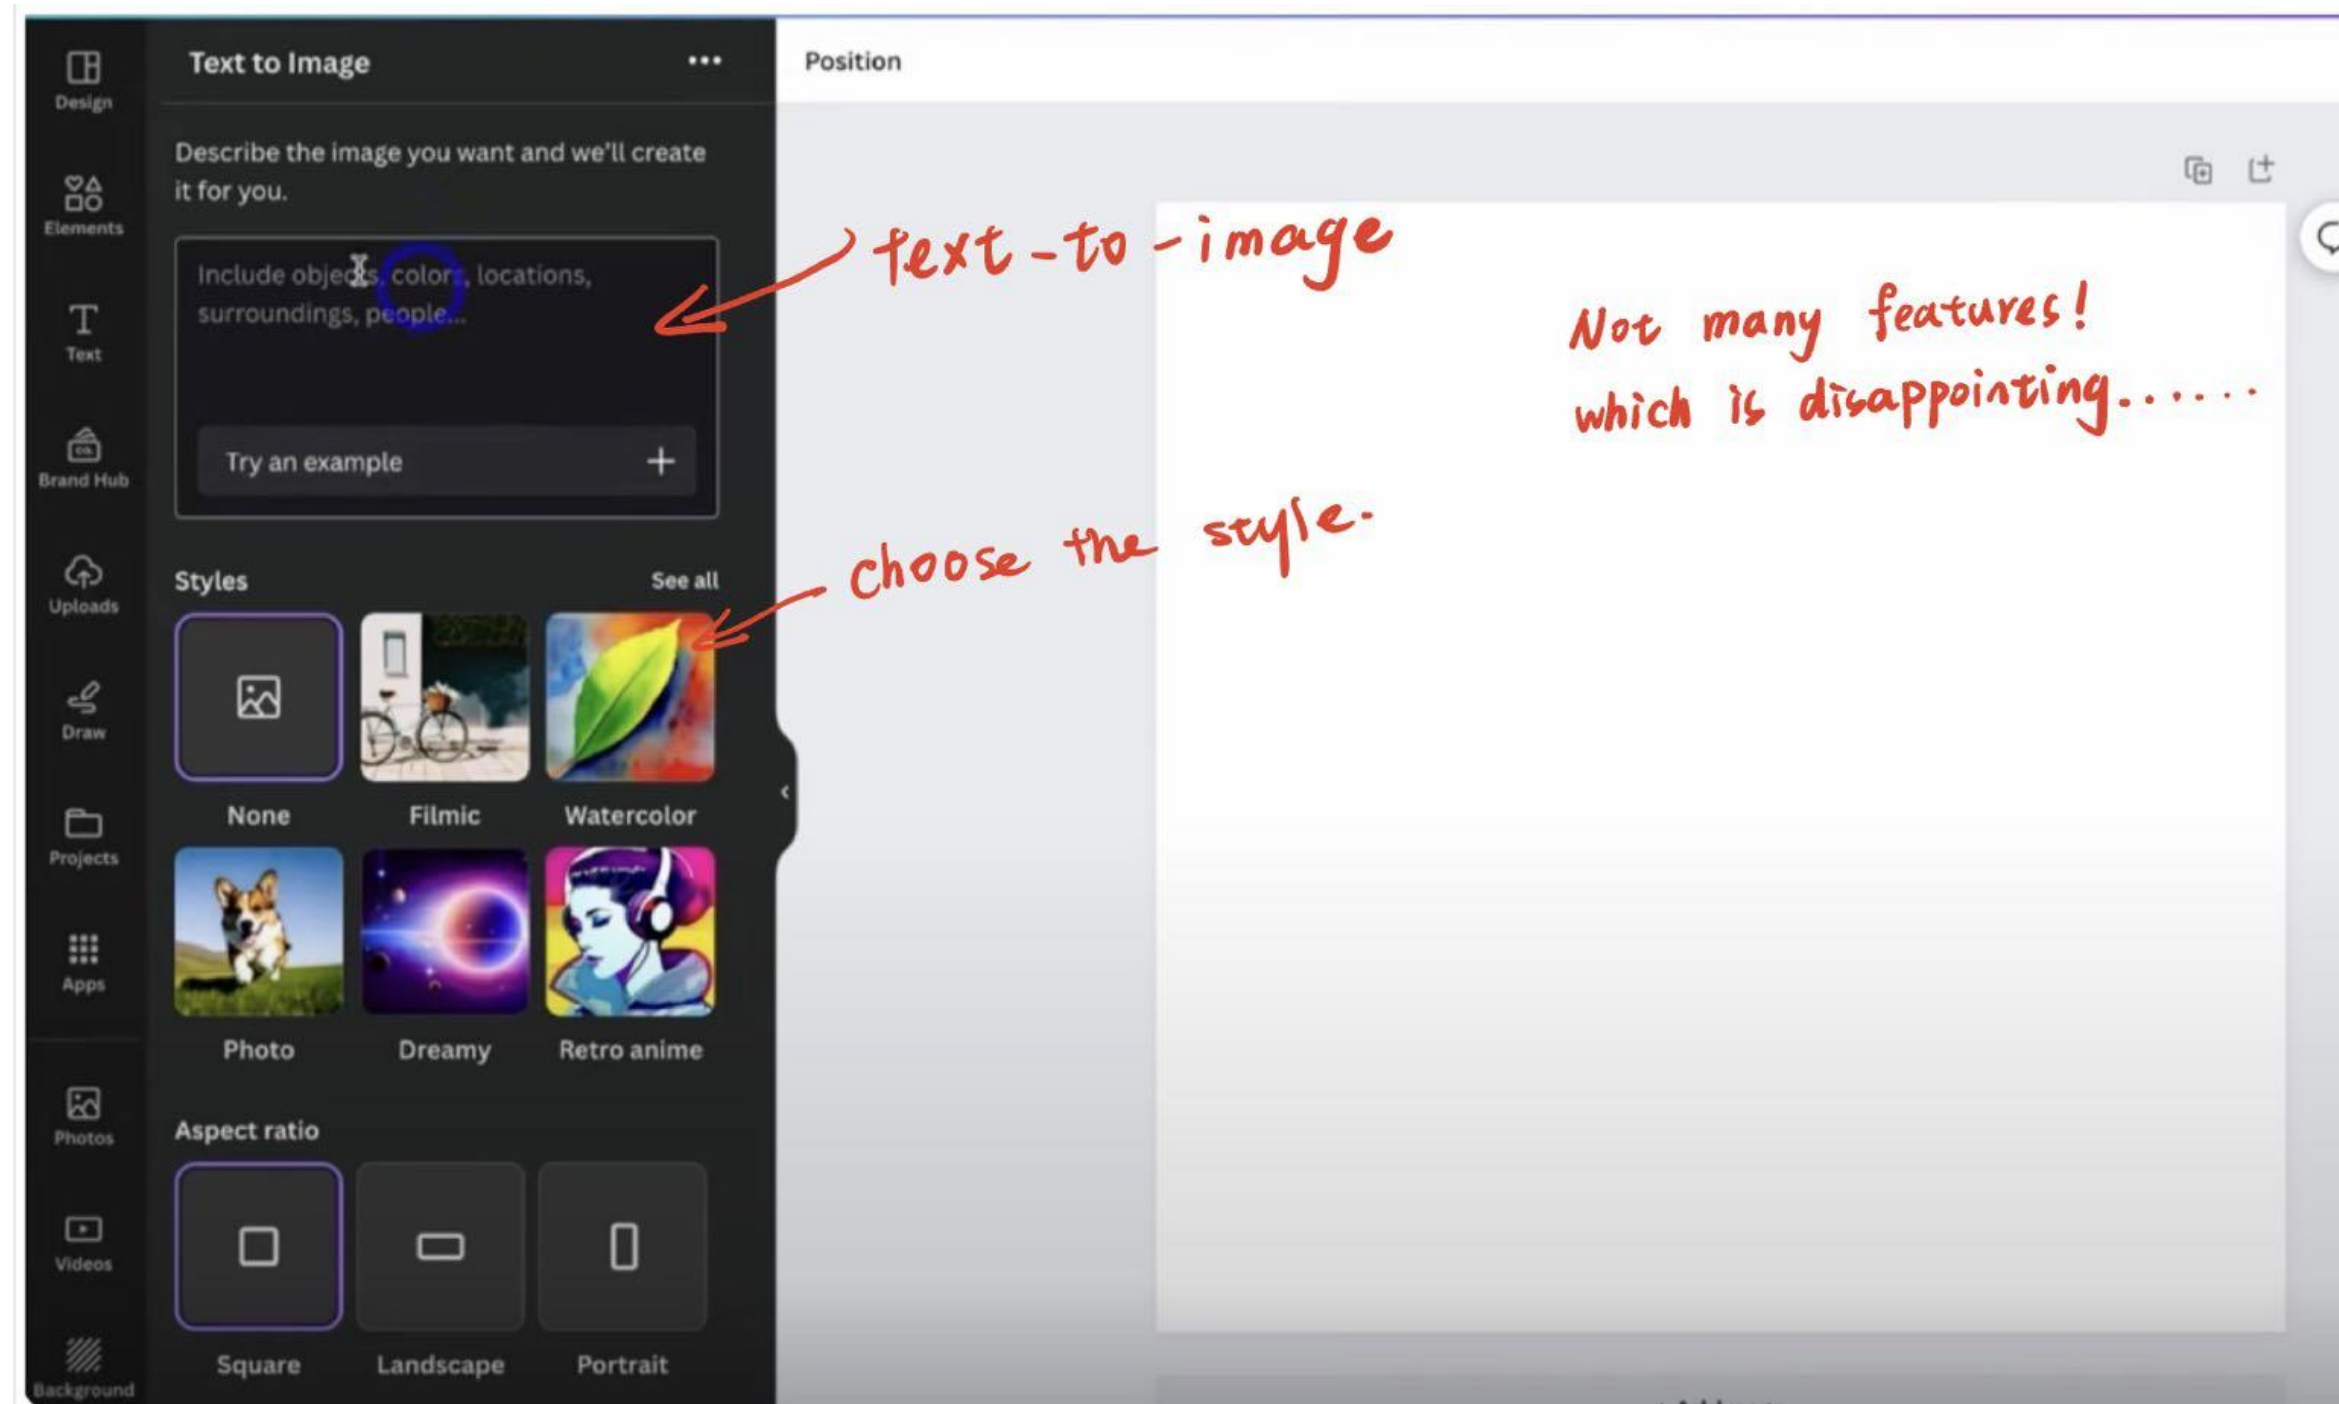 Design
Elements
Text
Brand Hub
CO.
Uploads
Draw
Projects
Apps
Photos
Videos
Background
Text to Image
Describe the image you want and we'll create
it for you.
Include objects, colors, locations,
surroundings, people...
Try an example
Styles See all
None Filmic Watercolor
Photo Dreamy Retro anime
Aspect ratio
Square Landscape Portrait
Position
text-to-image
Not many features!
which is disappointing......
choose the style.